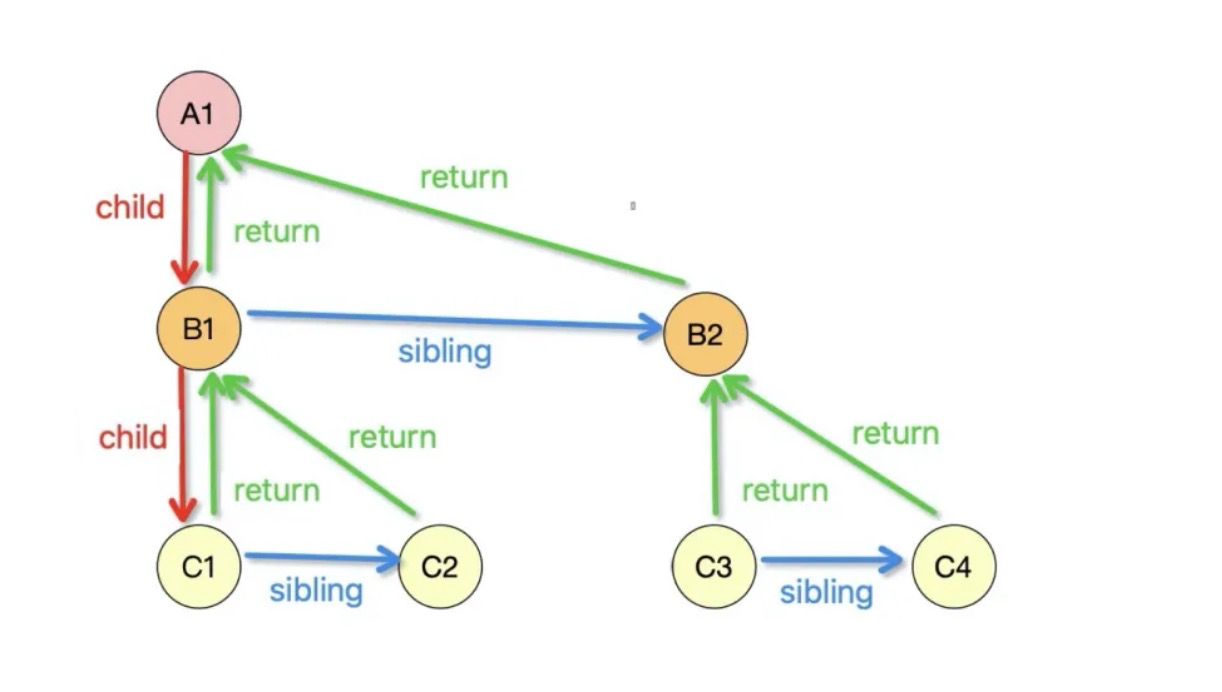 A1
return
child
return
B1
B2
sibling
child
return
return
return
return
C1
C2
C3
C4
sibling
sibling